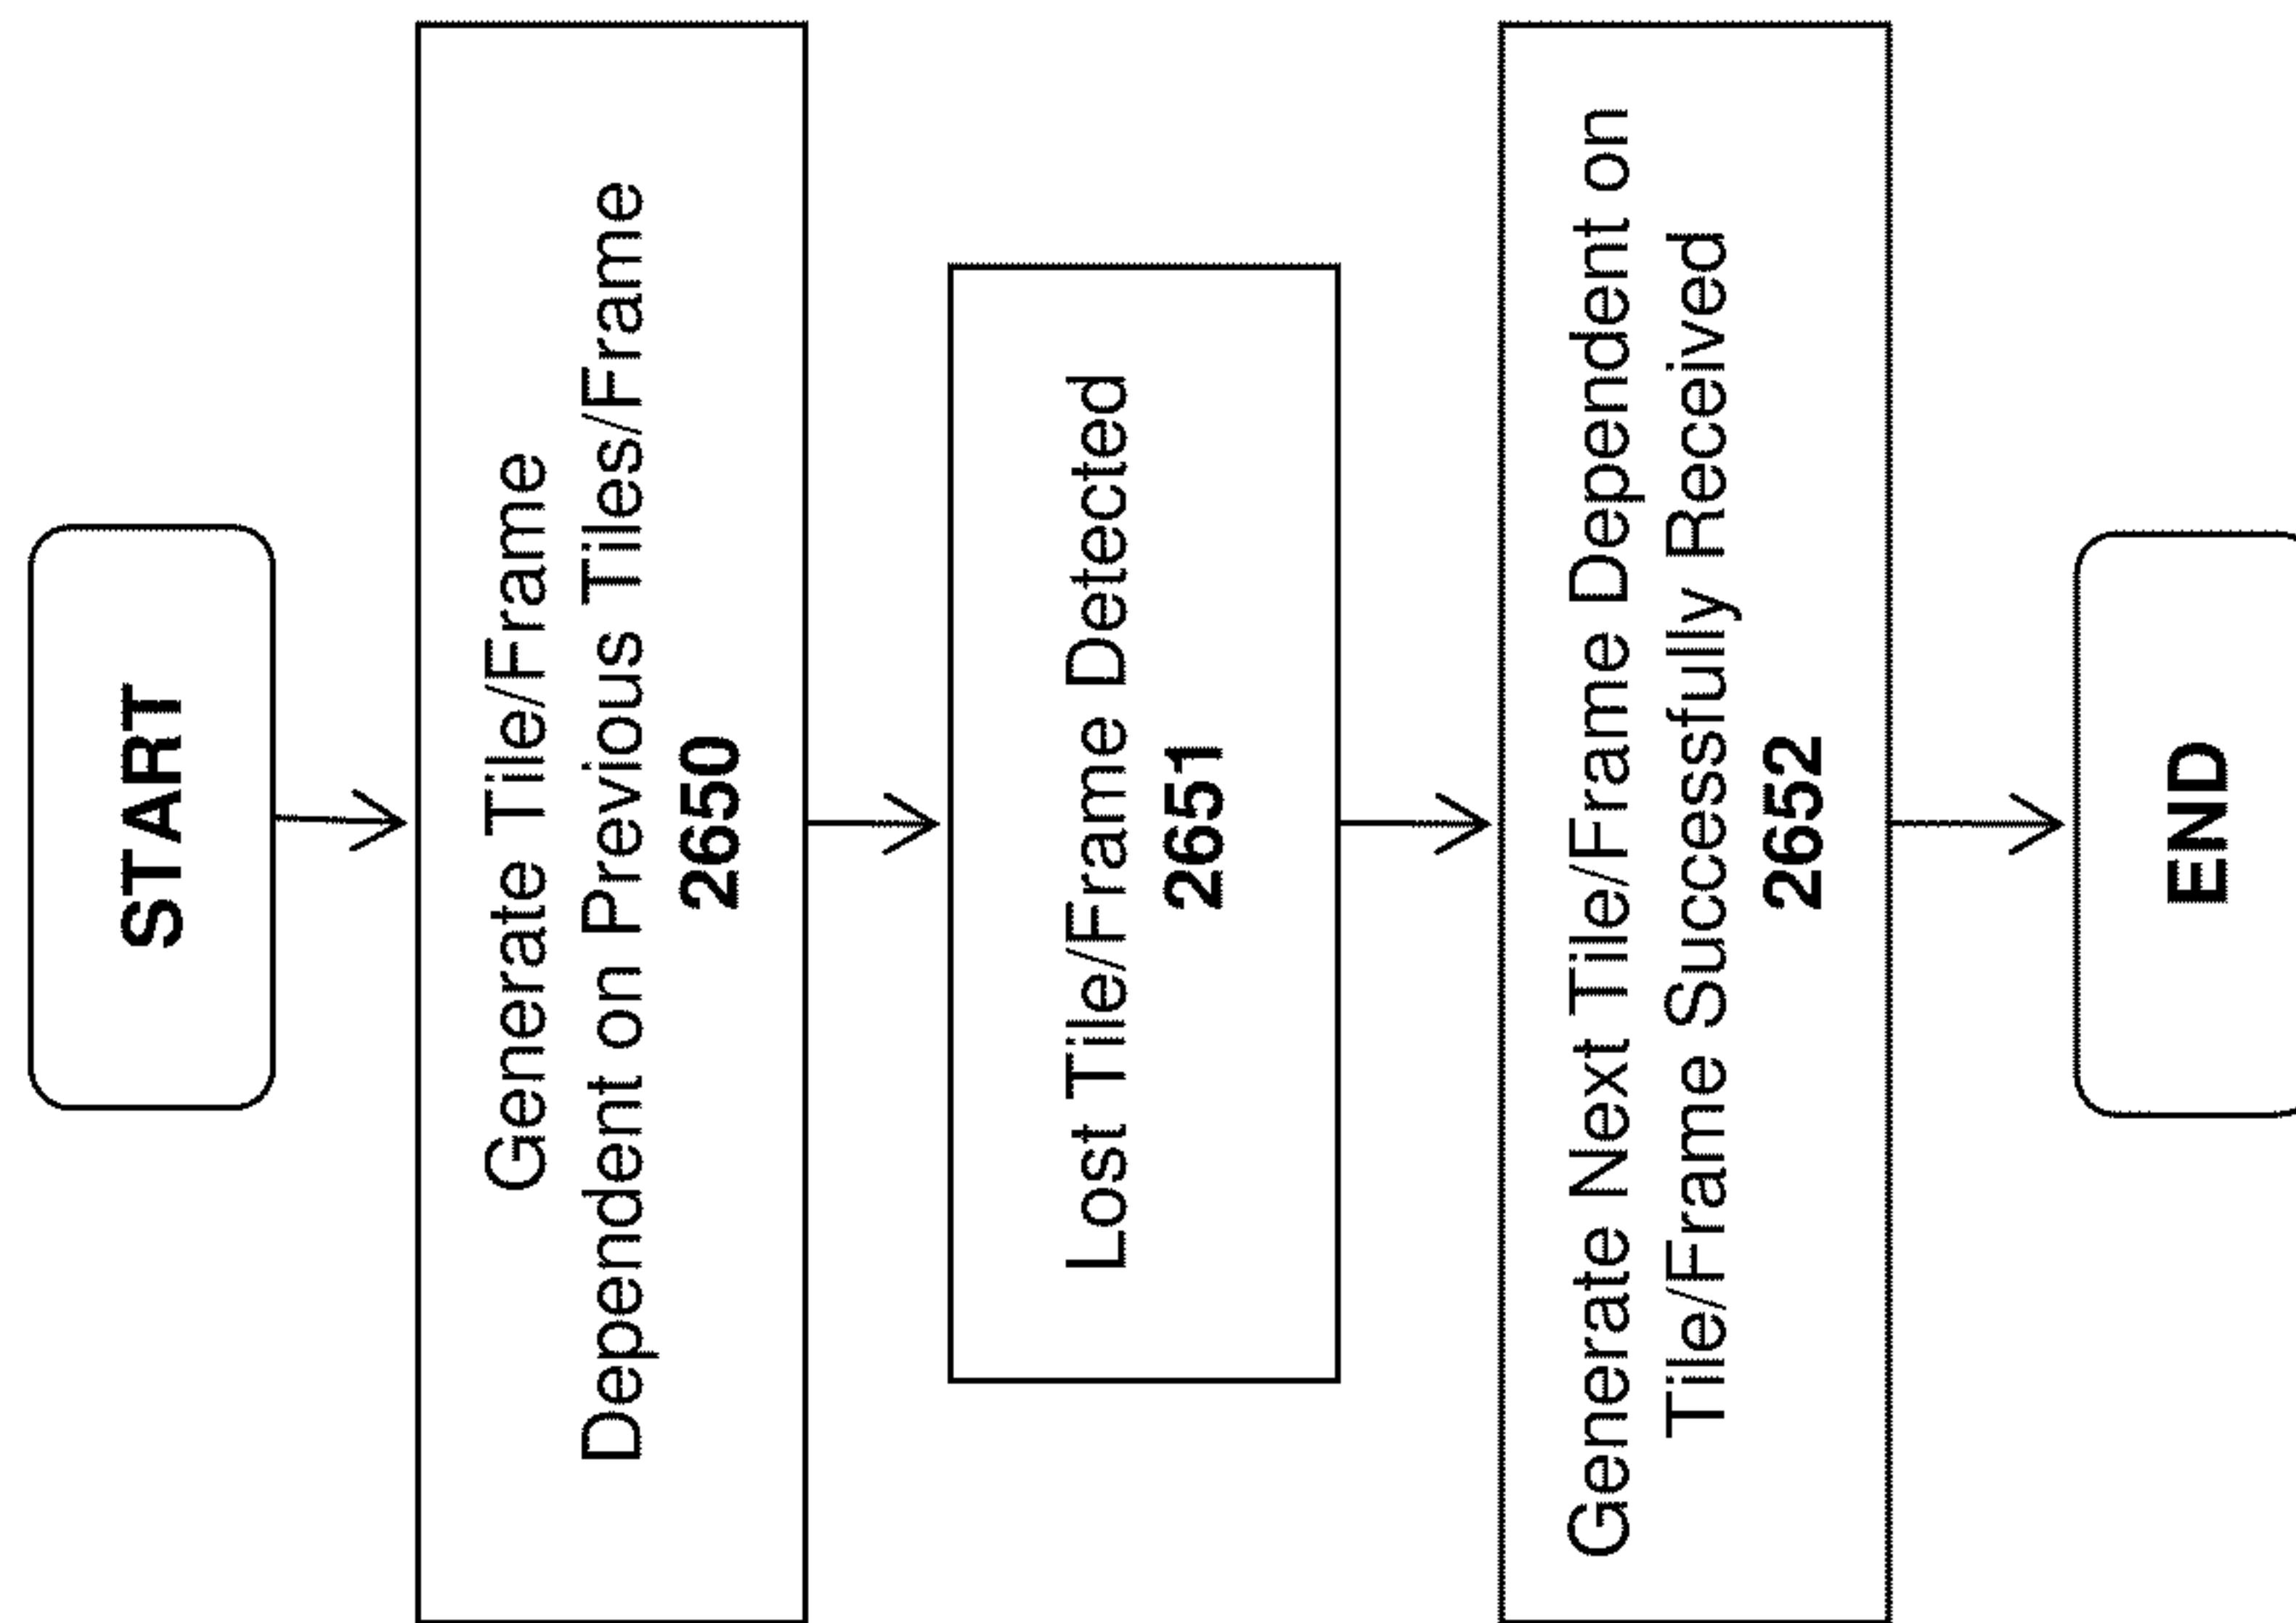 START
Generate Tile/Frame
Dependent on Previous Tiles/Frame
2650
Lost Tile/Frame Detected
2651
Generate Next Tile/Frame Dependent on
Tile/Frame Successfully Received
2652
END